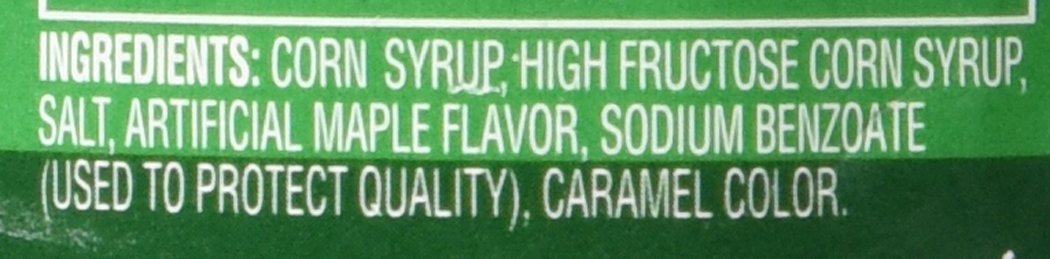 INGREDIENTS: CORN SYRUP, HIGH FRUCTOSE CORN SYRUP,
SALT, ARTIFICIAL MAPLE FLAVOR, SODIUM BENZOATE
(USED TO PROTECT QUALITY), CARAMEL COLOR.